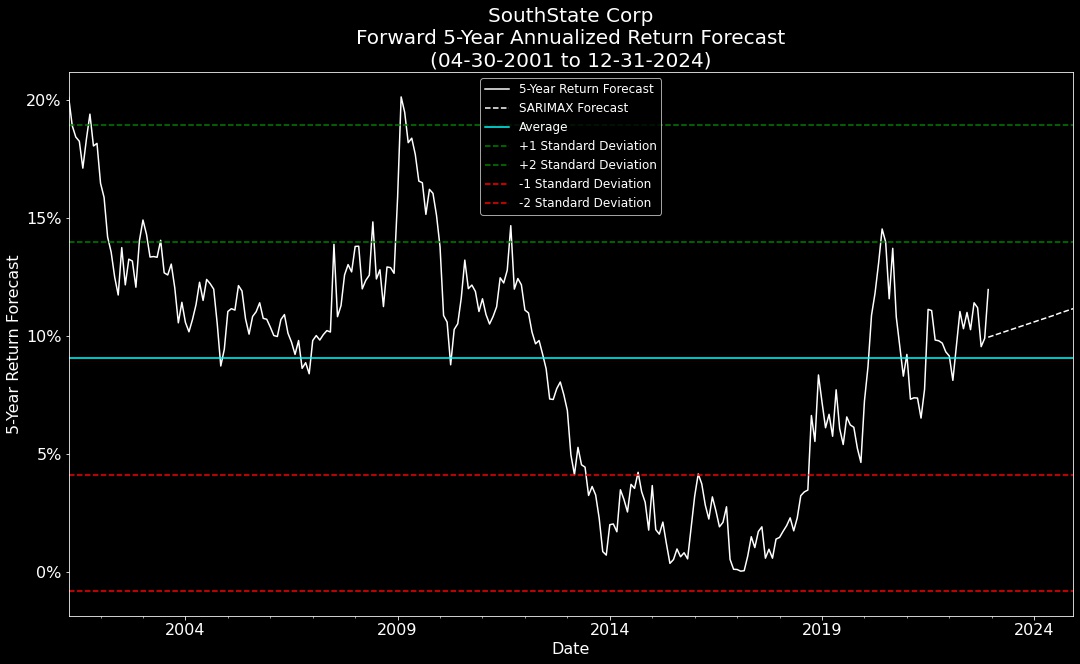 SouthState Corp
Forward 5-Year Annualized Return Forecast
(04-30-2001 to 12-31-2024)
5-Year Return Forecast
SARIMAX Forecast
Average
+1 Standard Deviation
+2 Standard Deviation
-1 Standard Deviation
-2 Standard Deviation
5-Year Return Forecast
20%
15%
10%
5%
0%
2004
2009
2014
2019
2024
Date